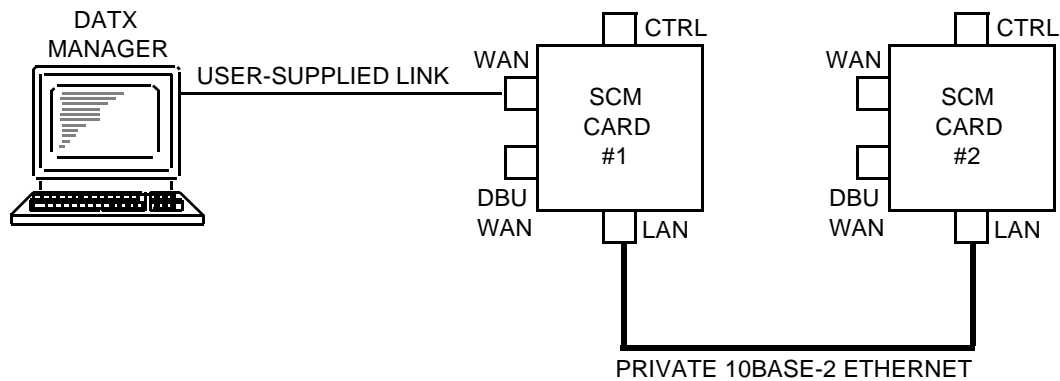 DATX
MANAGER
USER-SUPPLIED LINK
WAN
CTRL
SCM
CARD
#1
DBU
WAN
LAN
WAN
CTRL
SCM
CARD
#2
DBU
WAN
LAN
PRIVATE 10BASE-2 ETHERNET